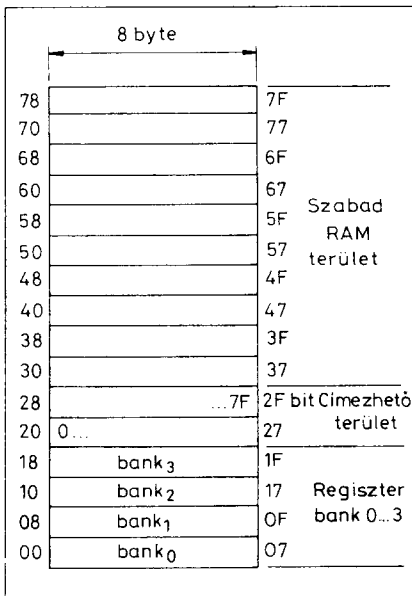 8 byte
78 7F
70 77
68 6F
60 67
58 5F
50 57
48 4F
40 47
38 3F
30 37
Szabad
RAM
terület
28 ...7F 2F bit Címezhető
20 0... 27 terület
18 bank3 1F
10 bank2 17 Regiszter
08 bank1 0F bank 0...3
00 bank0 07